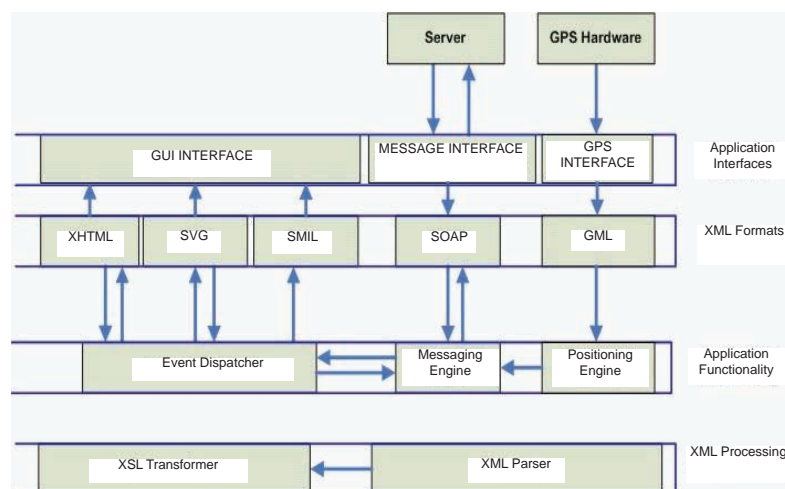 Server
GPS Hardware
GUI INTERFACE
MESSAGE INTERFACE
GPS
INTERFACE
Application
Interfaces
XHTML
SVG
SMIL
SOAP
GML
XML Formats
Event Dispatcher
Messaging
Engine
Positioning
Engine
Application
Functionality
XSL Transformer
XML Parser
XML Processing